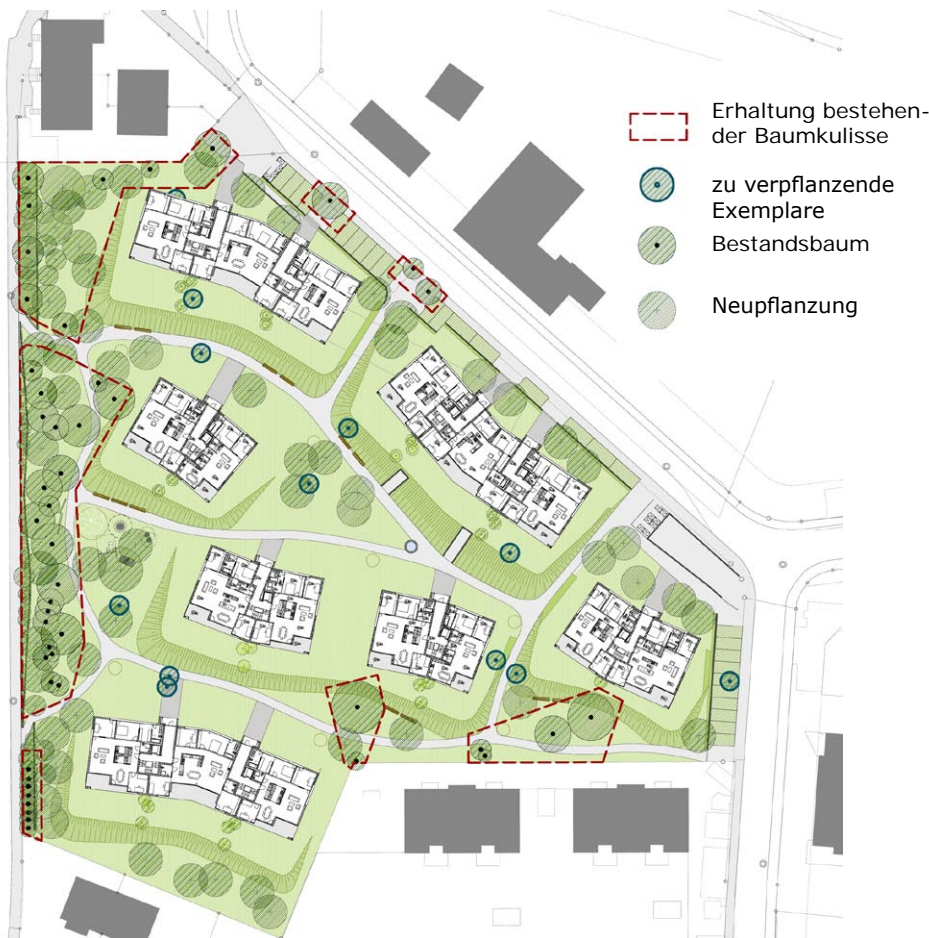 Erhaltung bestehen-
der Baumkulisse
zu verpflanzende
Exemplare
Bestandsbaum
Neupflanzung